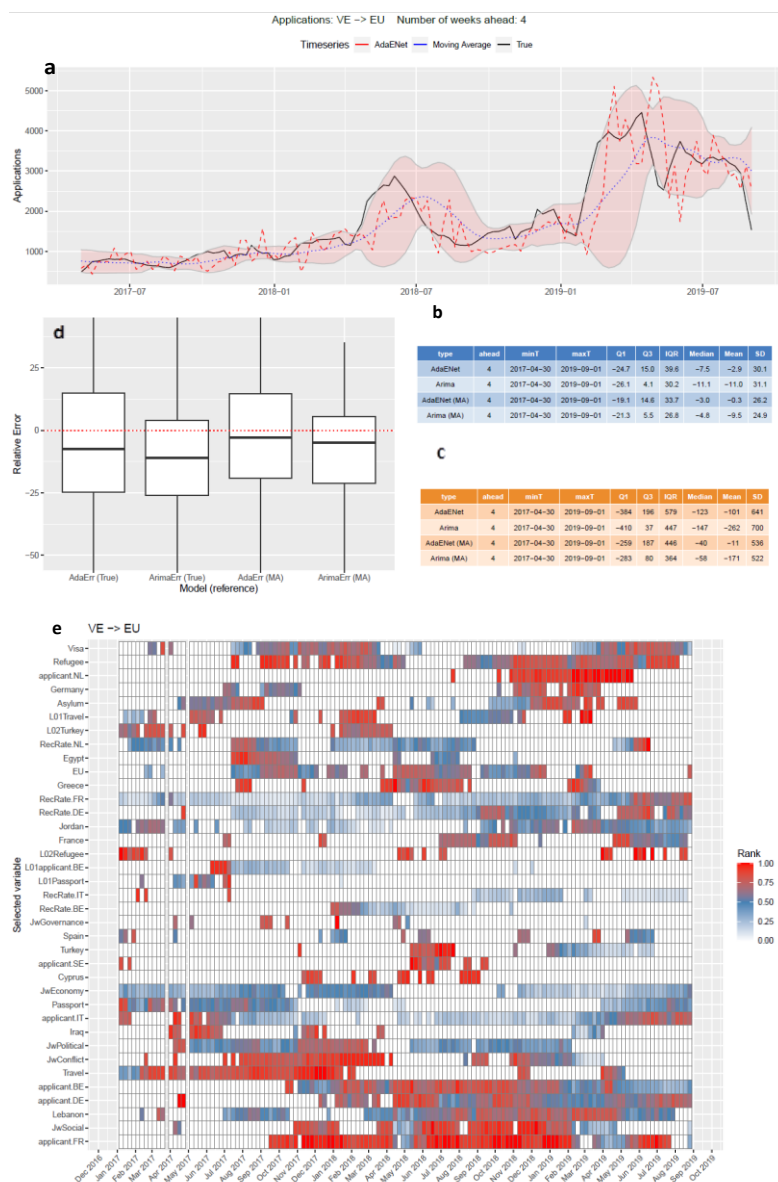 Applications: VE −> EU Number of weeks ahead: 4
Timeseries AdaENet Moving Average True
a
Applications
5000
4000
3000
2000
1000
2017−07
2018−01
2018−07
2019−01
2019−07
b
type ahead minT maxT Q1 Q3 IQR Median Mean SD
AdaENet 4 2017−04−30 2019−09−01 −24.7 15.0 39.6 −7.5 −2.9 30.1
Arima 4 2017−04−30 2019−09−01 −26.1 4.1 30.2 −11.1 −11.0 31.1
AdaENet (MA) 4 2017−04−30 2019−09−01 −19.1 14.6 33.7 −3.0 −0.3 26.2
Arima (MA) 4 2017−04−30 2019−09−01 −21.3 5.5 26.8 −4.8 −9.5 24.9
c
type ahead minT maxT Q1 Q3 IQR Median Mean SD
AdaENet 4 2017−04−30 2019−09−01 −384 196 579 −123 −101 641
Arima 4 2017−04−30 2019−09−01 −410 37 447 −147 −262 700
AdaENet (MA) 4 2017−04−30 2019−09−01 −259 187 446 −40 −11 536
Arima (MA) 4 2017−04−30 2019−09−01 −283 80 364 −58 −171 522
d
Relative Error
25
0
−25
−50
AdaErr (True)
ArimaErr (True)
AdaErr (MA)
ArimaErr (MA)
Model (reference)
e
VE −> EU
Selected variable
Visa
Refugee
applicant.NL
Germany
Asylum
L01Travel
L02Turkey
RecRate.NL
Egypt
EU
Greece
RecRate.FR
RecRate.DE
Jordan
France
L02Refugee
L01applicant.BE
L01Passport
RecRate.IT
RecRate.BE
JwGovernance
Spain
Turkey
applicant.SE
Cyprus
JwEconomy
Passport
applicant.IT
Iraq
JwPolitical
JwConflict
Travel
applicant.BE
applicant.DE
Lebanon
JwSocial
applicant.FR
Dec 2016
Jan 2017
Feb 2017
Mar 2017
Apr 2017
May 2017
Jun 2017
Jul 2017
Aug 2017
Sep 2017
Oct 2017
Nov 2017
Dec 2017
Jan 2018
Feb 2018
Mar 2018
Apr 2018
May 2018
Jun 2018
Jul 2018
Aug 2018
Sep 2018
Oct 2018
Nov 2018
Dec 2018
Jan 2019
Feb 2019
Mar 2019
Apr 2019
May 2019
Jun 2019
Jul 2019
Aug 2019
Sep 2019
Oct 2019
Rank
1.00
0.75
0.50
0.25
0.00